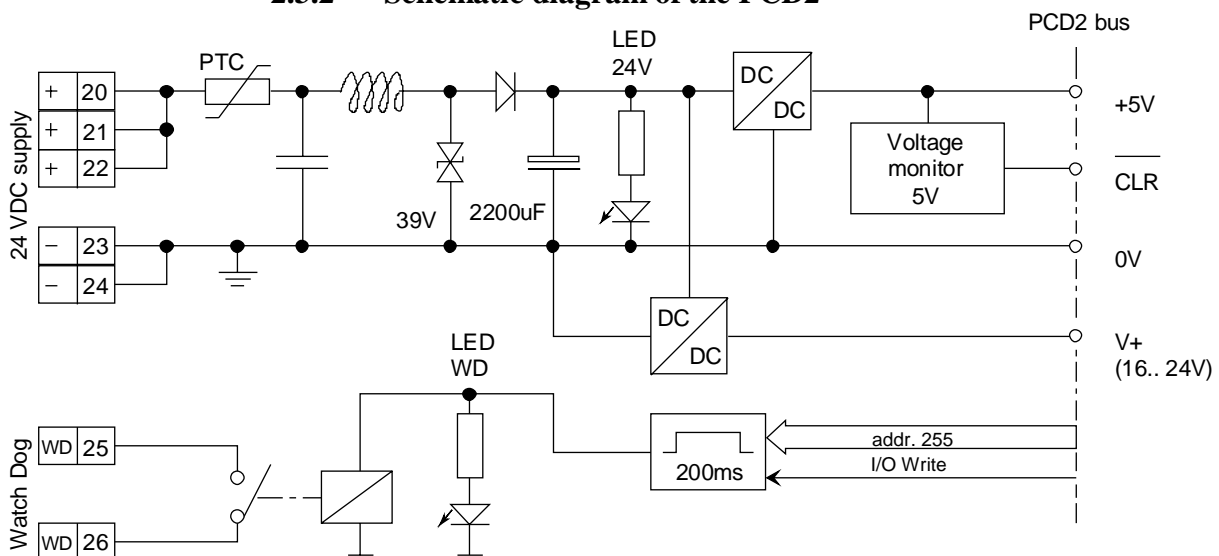 2.3.2 Schematic diagram of the PCD2
PCD2 bus
LED
24V
PTC
DC
DC
+ 20
+ 21
+ 22
24 VDC supply
+5V
Voltage
monitor
5V
CLR
39V
2200uF
− 23
− 24
0V
DC
DC
V+
(16.. 24V)
LED
WD
Watch Dog
WD 25
WD 26
200ms
addr. 255
I/O Write